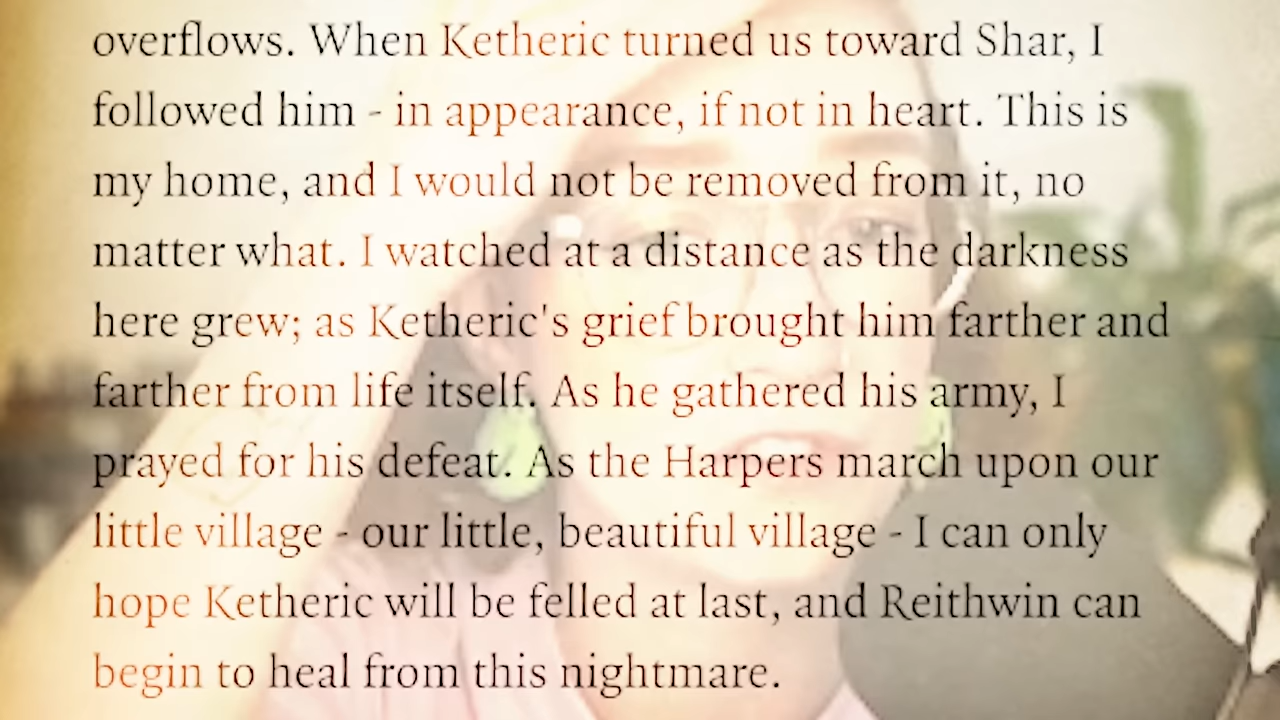 overflows. When Ketheric turned us toward Shar, I
followed him - in appearance, if not in heart. This is
my home, and I would not be removed from it, no
matter what. I watched at a distance as the darkness
here grew; as Ketheric's grief brought him farther and
farther from life itself. As he gathered his army, I
prayed for his defeat. As the Harpers march upon our
little village - our little, beautiful village - I can only
hope Ketheric will be felled at last, and Reithwin can
begin to heal from this nightmare.